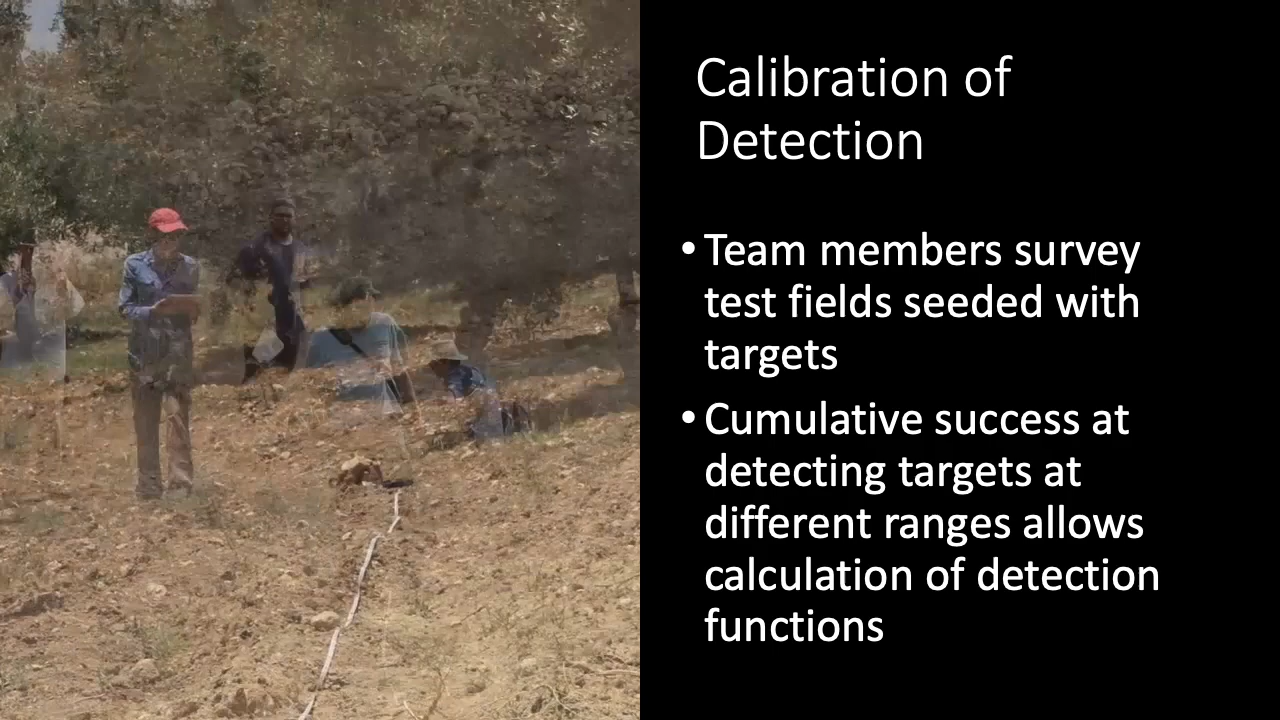 Calibration of
Detection
• Team members survey
test fields seeded with
targets
• Cumulative success at
detecting targets at
different ranges allows
calculation of detection
functions